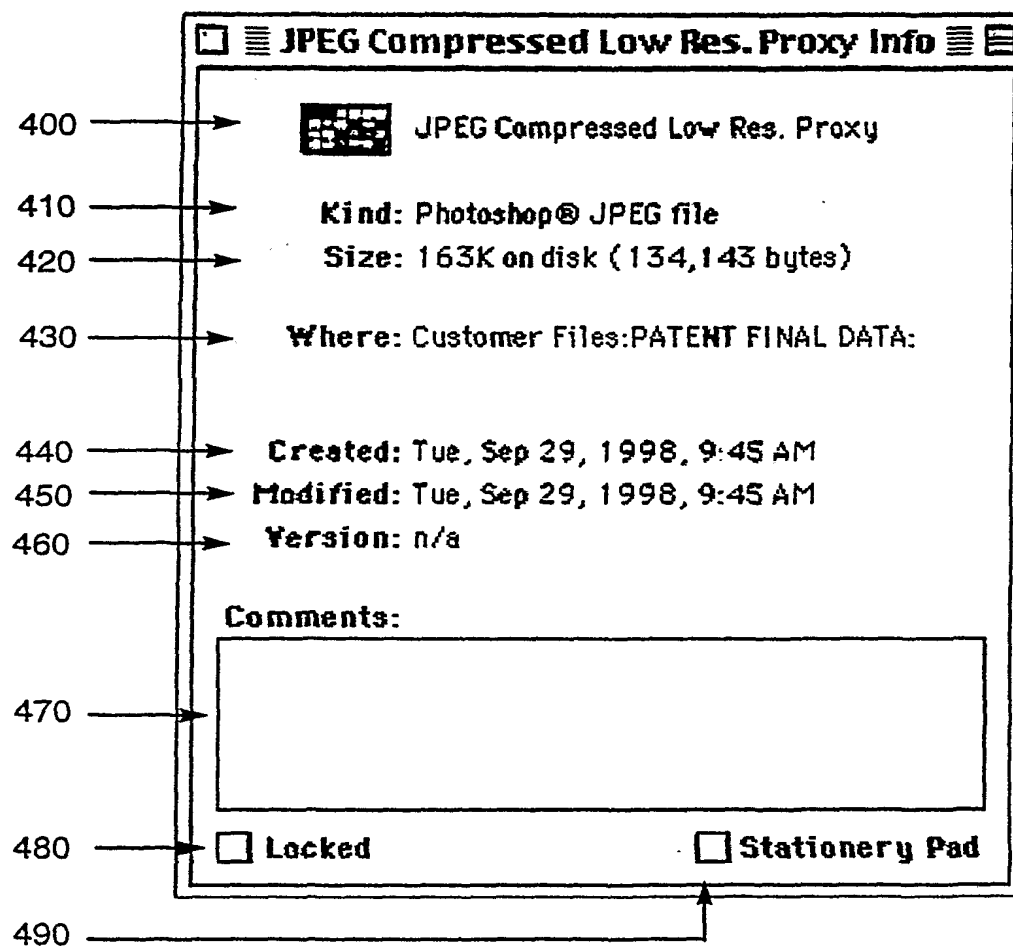 JPEG Compressed Low Res. Proxy Info
400 JPEG Compressed Low Res. Proxy
410 Kind: Photoshop® JPEG file
420 Size: 163K on disk (134,143 bytes)
430 Where: Customer Files:PATENT FINAL DATA:
440 Created: Tue, Sep 29, 1998, 9:45 AM
450 Modified: Tue, Sep 29, 1998, 9:45 AM
460 Version: n/a
Comments:
470
480 Locked Stationery Pad
490